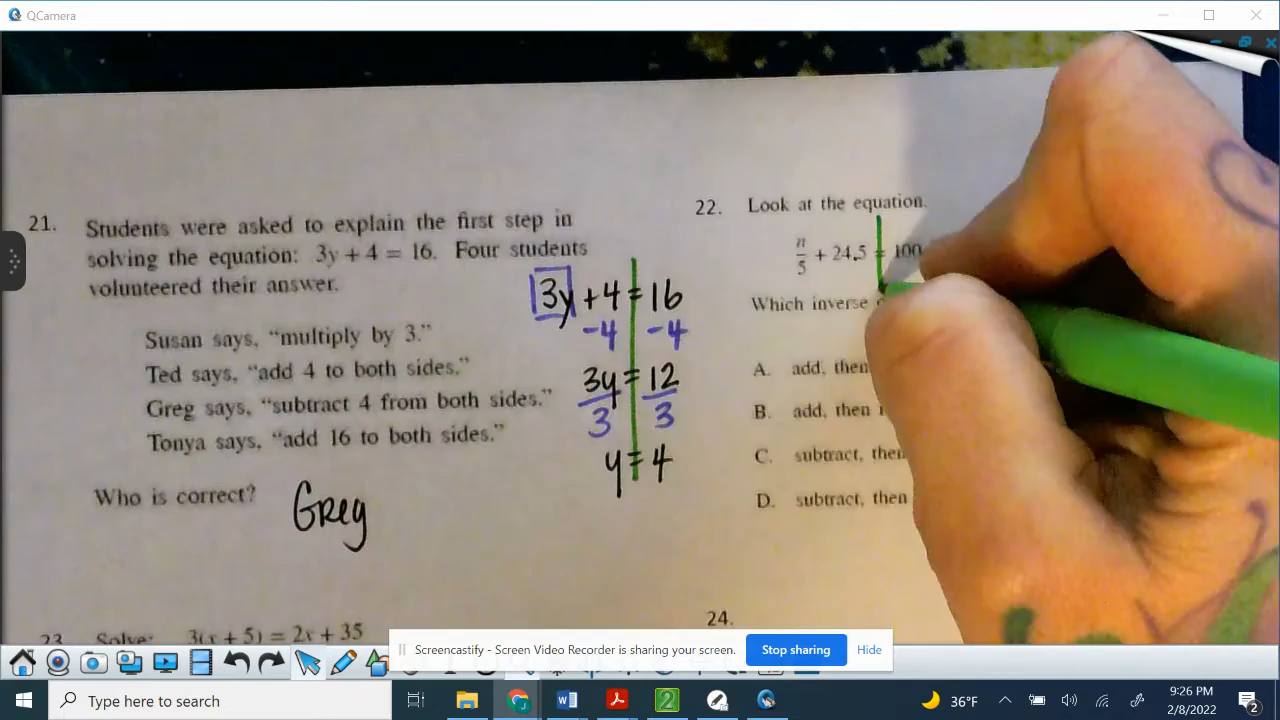 QCamera
21.
Students were asked to explain the first step in
solving the equation: 3y + 4 = 16. Four students
volunteered their answer.
Susan says, “multiply by 3.”
Ted says, “add 4 to both sides.”
Greg says, “subtract 4 from both sides.”
Tonya says, “add 16 to both sides.”
Who is correct? Greg
3y + 4 = 16
-4 -4
3y = 12
3 3
y = 4
22. Look at the equation.
n/5 + 24.5 = 100
Which inverse
A. add, then
B. add, then
C. subtract, then
D. subtract, then
23. Solve: 3(x + 5) = 2x + 35
24.
Screencastify - Screen Video Recorder is sharing your screen.
Stop sharing
Hide
Type here to search
36°F
9:26 PM
2/8/2022
2